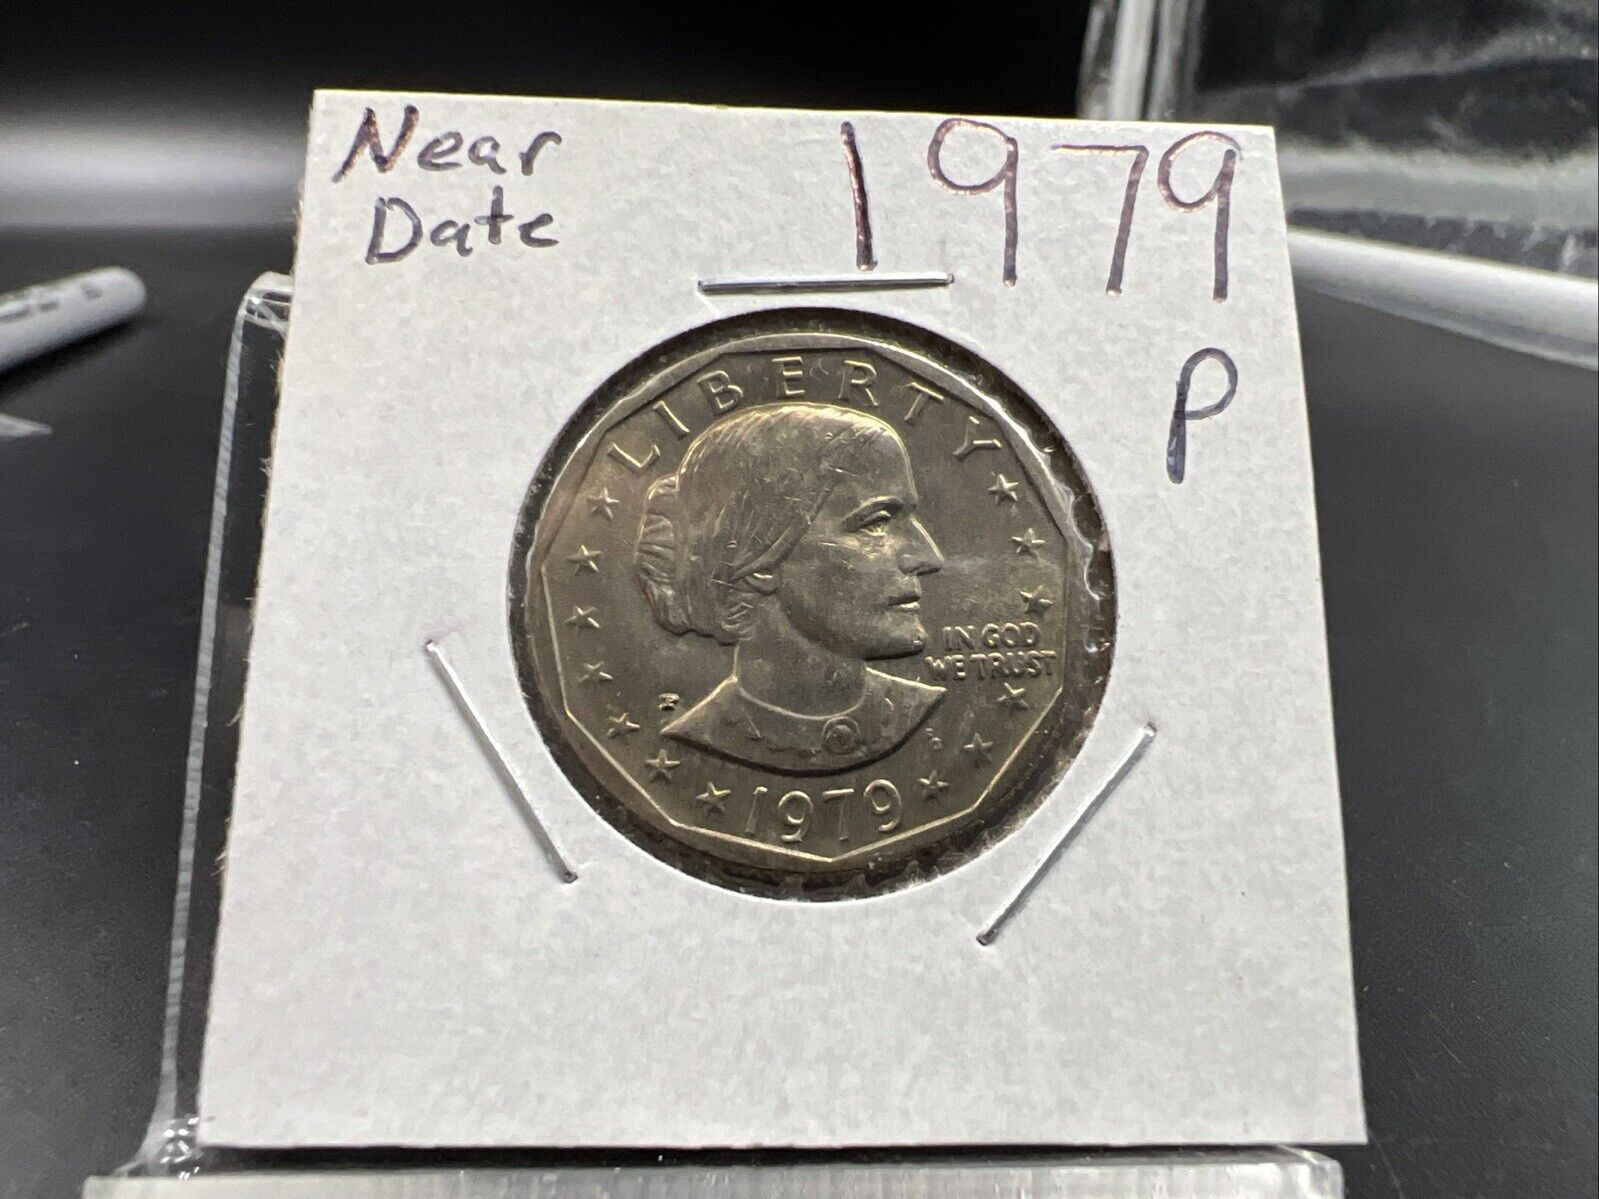 Near
Date
1979
P
LIBERTY
IN GOD
WE TRUST
P
1979